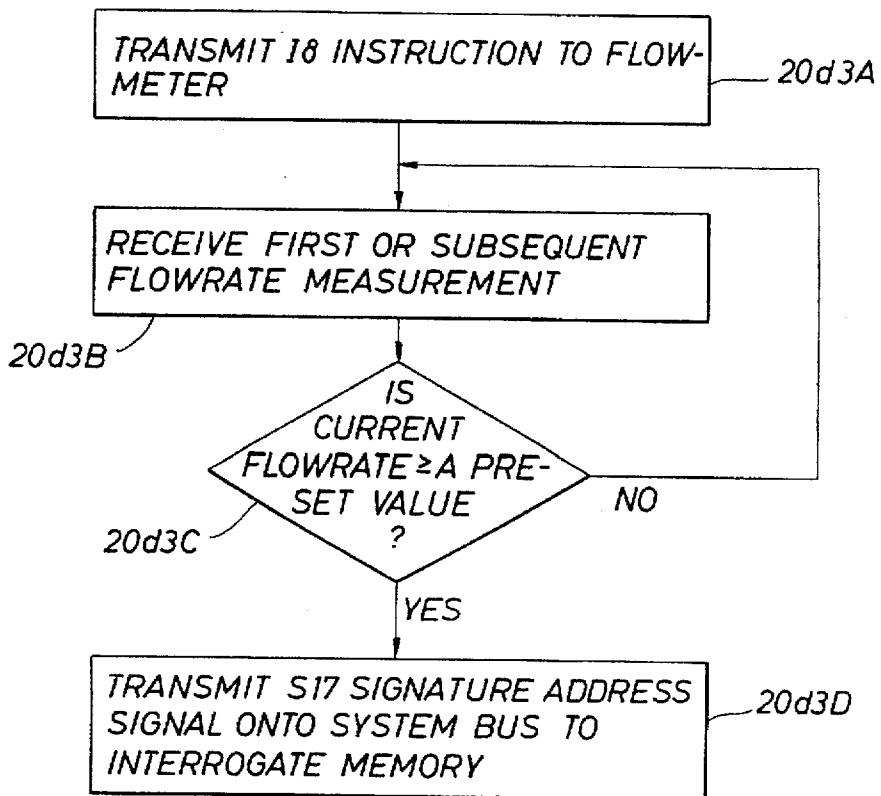 TRANSMIT I8 INSTRUCTION TO FLOW-
METER
20d3A
RECEIVE FIRST OR SUBSEQUENT
FLOWRATE MEASUREMENT
20d3B
IS
CURRENT
FLOWRATE ≥ A PRE-
SET VALUE
?
NO
20d3C
YES
TRANSMIT S17 SIGNATURE ADDRESS
SIGNAL ONTO SYSTEM BUS TO
INTERROGATE MEMORY
20d3D